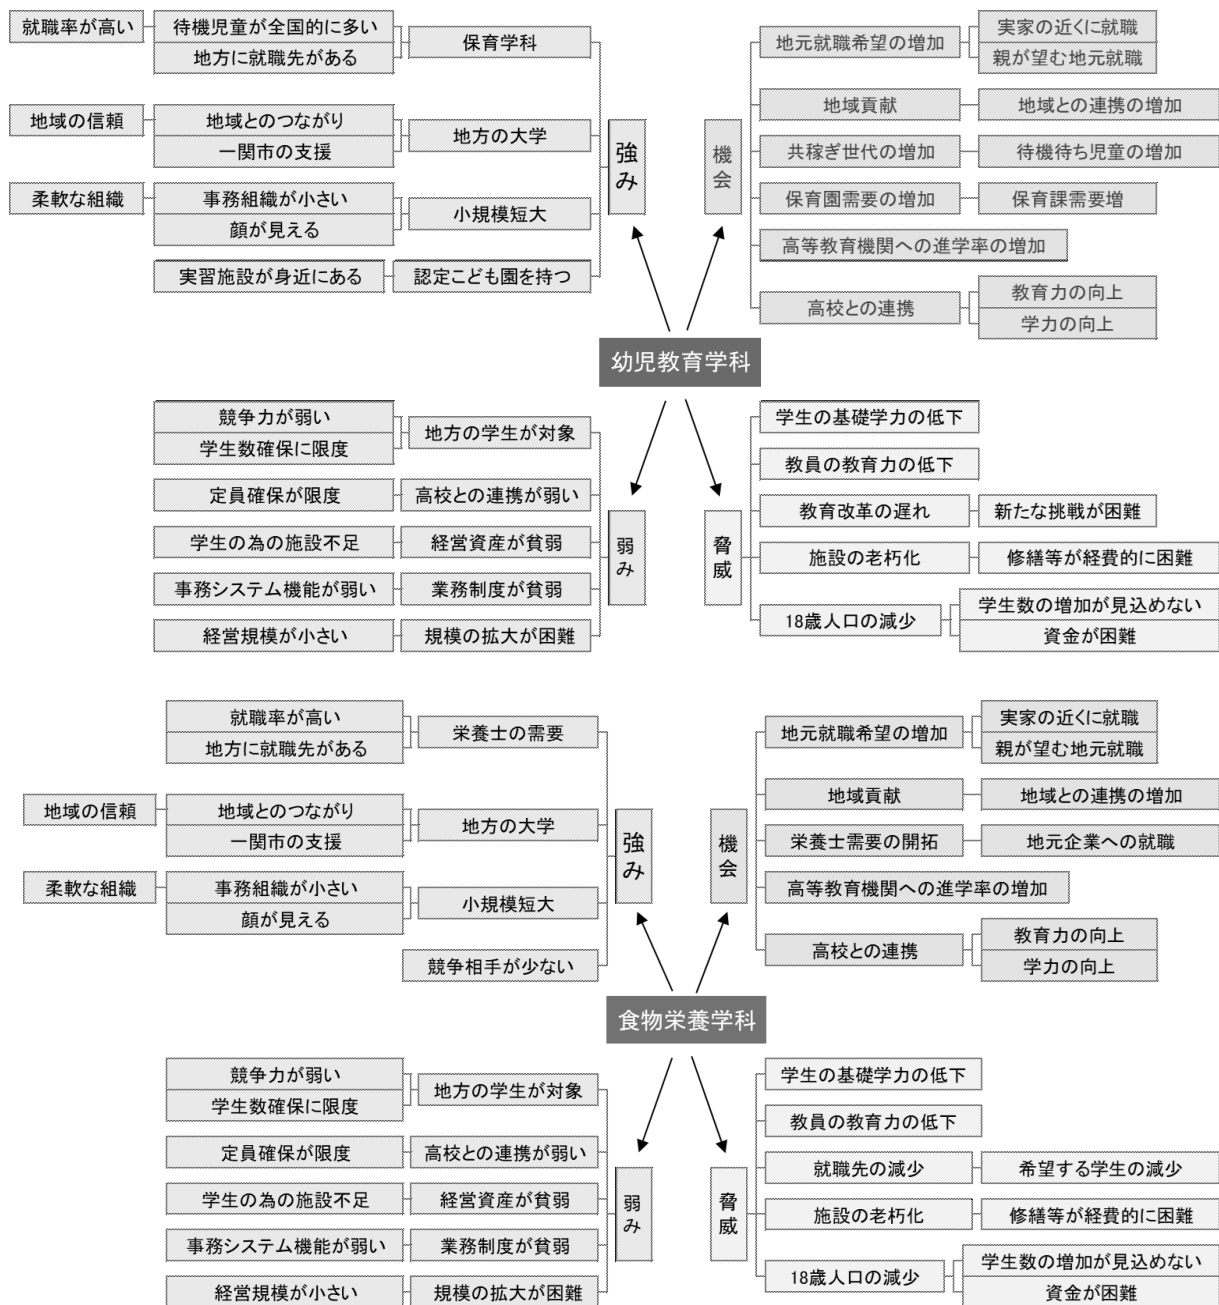 就職率が高い
待機児童が全国的に多い
地方に就職先がある
保育学科
地域の信頼
地域とのつながり
一関市の支援
地方の大学
柔軟な組織
事務組織が小さい
顔が見える
小規模短大
実習施設が身近にある
認定こども園を持つ
強み
機会
地元就職希望の増加
実家の近くに就職
親が望む地元就職
地域貢献
地域との連携の増加
共稼ぎ世代の増加
待機待ち児童の増加
保育園需要の増加
保育課需要増
高等教育機関への進学率の増加
高校との連携
教育力の向上
学力の向上
幼児教育学科
競争力が弱い
学生数確保に限度
地方の学生が対象
定員確保が限度
高校との連携が弱い
学生の為の施設不足
経営資産が貧弱
事務システム機能が弱い
業務制度が貧弱
経営規模が小さい
規模の拡大が困難
弱み
脅威
学生の基礎学力の低下
教員の教育力の低下
教育改革の遅れ
新たな挑戦が困難
施設の老朽化
修繕等が経費的に困難
18歳人口の減少
学生数の増加が見込めない
資金が困難
就職率が高い
地方に就職先がある
栄養士の需要
地域の信頼
地域とのつながり
一関市の支援
地方の大学
柔軟な組織
事務組織が小さい
顔が見える
小規模短大
競争相手が少ない
強み
機会
地元就職希望の増加
実家の近くに就職
親が望む地元就職
地域貢献
地域との連携の増加
栄養士需要の開拓
地元企業への就職
高等教育機関への進学率の増加
高校との連携
教育力の向上
学力の向上
食物栄養学科
競争力が弱い
学生数確保に限度
地方の学生が対象
定員確保が限度
高校との連携が弱い
学生の為の施設不足
経営資産が貧弱
事務システム機能が弱い
業務制度が貧弱
経営規模が小さい
規模の拡大が困難
弱み
脅威
学生の基礎学力の低下
教員の教育力の低下
就職先の減少
希望する学生の減少
施設の老朽化
修繕等が経費的に困難
18歳人口の減少
学生数の増加が見込めない
資金が困難